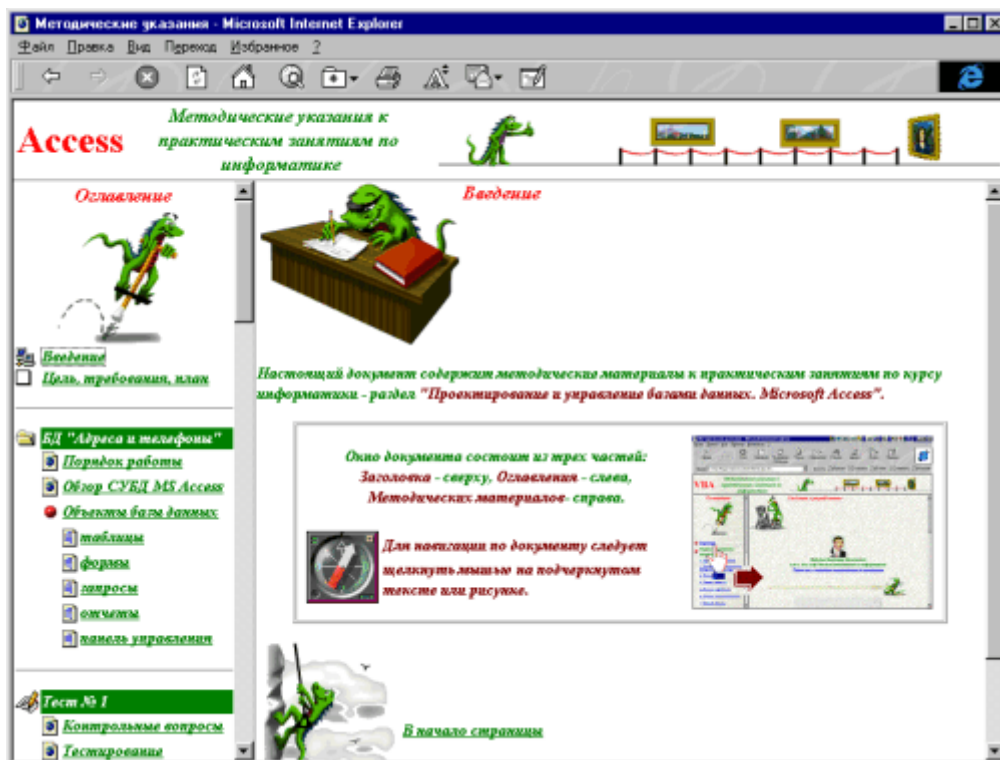 Методические указания - Microsoft Internet Explorer
Файл Правка Вид Переход Избранное ?
Access
Методические указания к
практическим занятиям по
информатике
Оглавление
Введение
Цель, требования, план
БД "Адреса и телефоны"
Порядок работы
Обзор СУБД MS Access
Объекты базы данных
таблицы
формы
запросы
отчеты
панель управления
Тест № 1
Контрольные вопросы
Тестирование
Введение
Настоящий документ содержит методические материалы к практическим занятиям по курсу
информатики - раздел "Проектирование и управление базами данных. Microsoft Access".
Окно документа состоит из трех частей:
Заголовка - сверху, Оглавления - слева,
Методических материалов- справа.
Для навигации по документу следует
щелкнуть мышью на подчеркнутом
тексте или рисунке.
VBA
В начало страницы